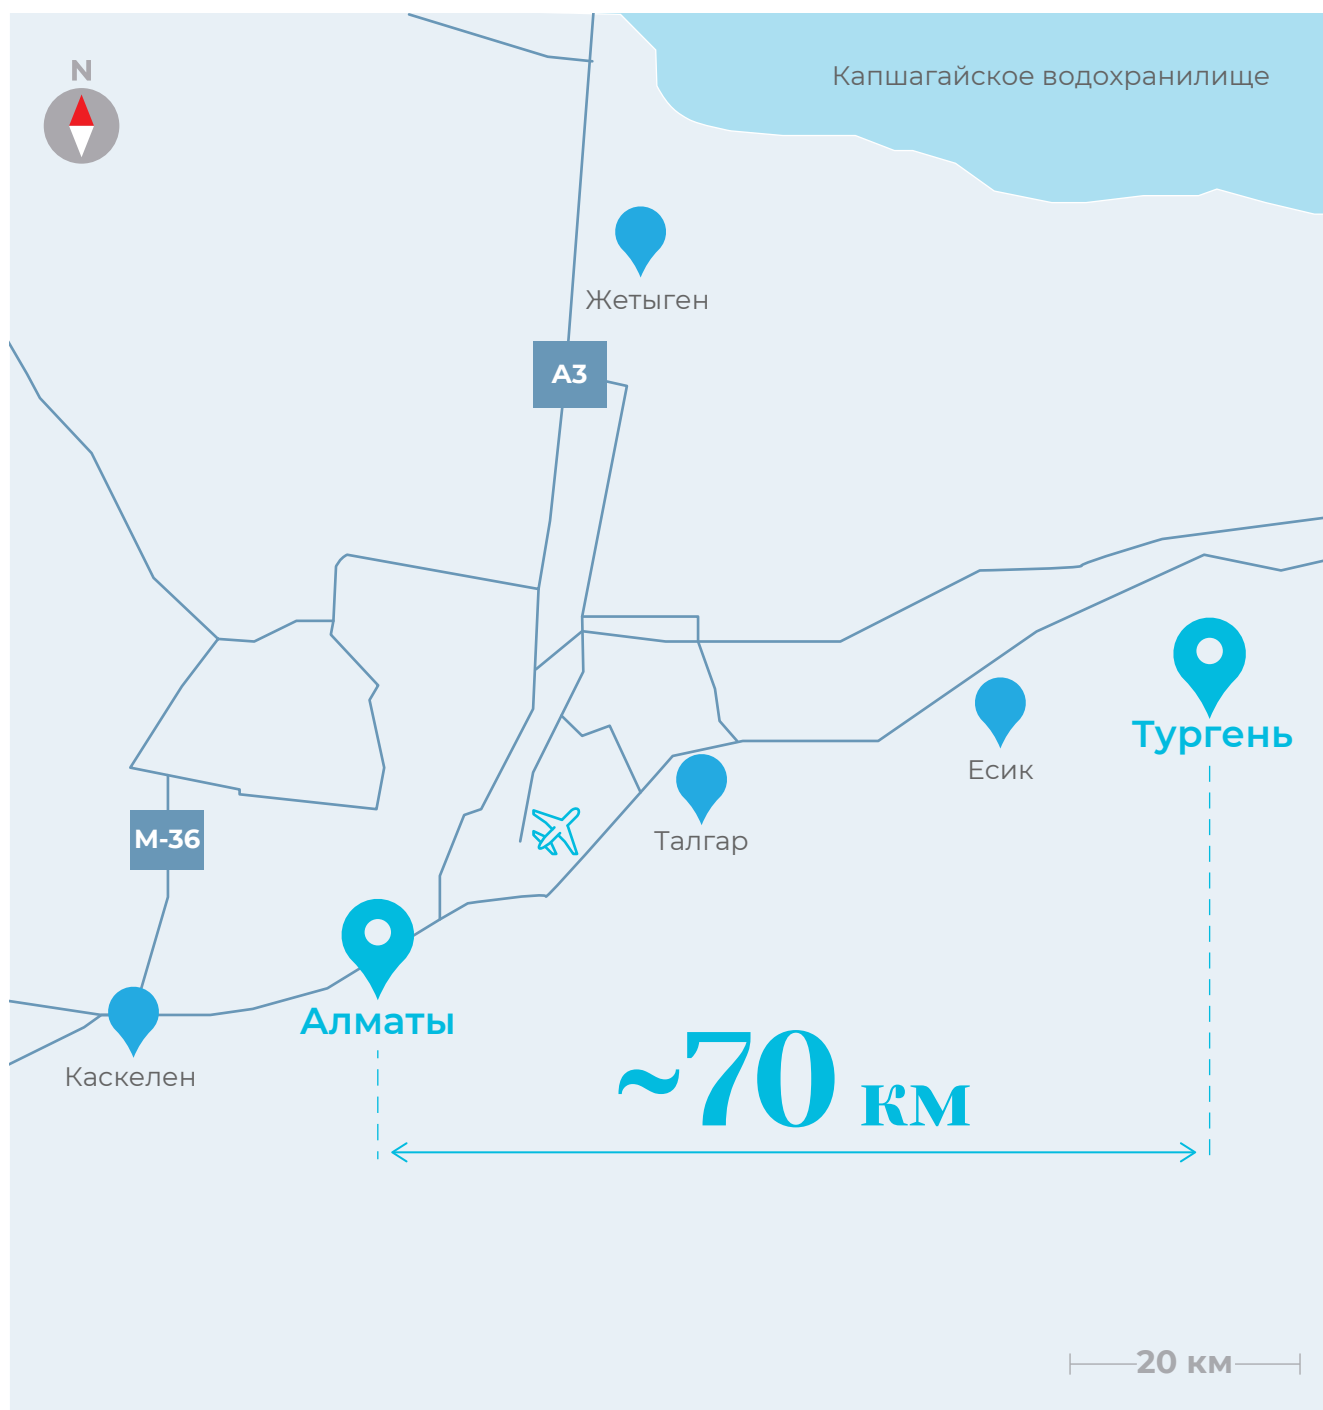 N
Капшагайское водохранилище
Жетыген
А3
Тургень
Есик
М-36
Талгар
Алматы
Каскелен
~70 км
20 км